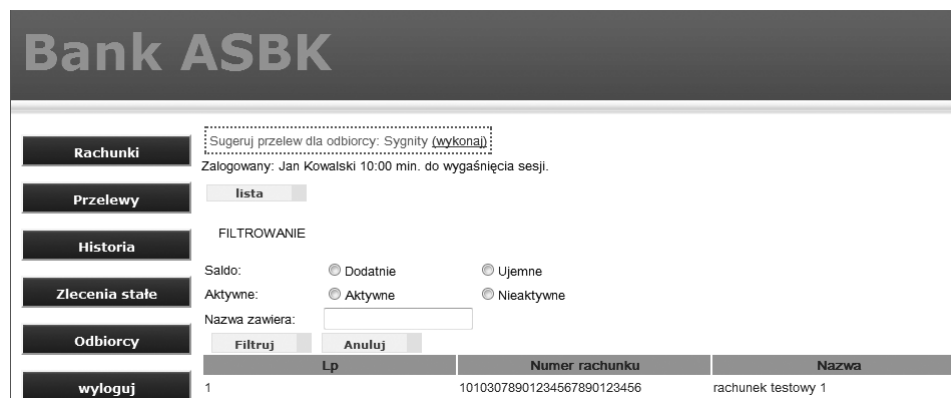 Bank ASBK
Rachunki
Przelewy
Historia
Zlecenia stałe
Odbiorcy
wyloguj
Sugeruj przelew dla odbiorcy: Sygnity (wykonaj)
Zalogowany: Jan Kowalski 10:00 min. do wygaśnięcia sesji.
lista
FILTROWANIE
Saldo: Dodatnie Ujemne
Aktywne: Aktywne Nieaktywne
Nazwa zawiera:
Filtruj Anuluj
Lp Numer rachunku Nazwa
1 10103078901234567890123456 rachunek testowy 1